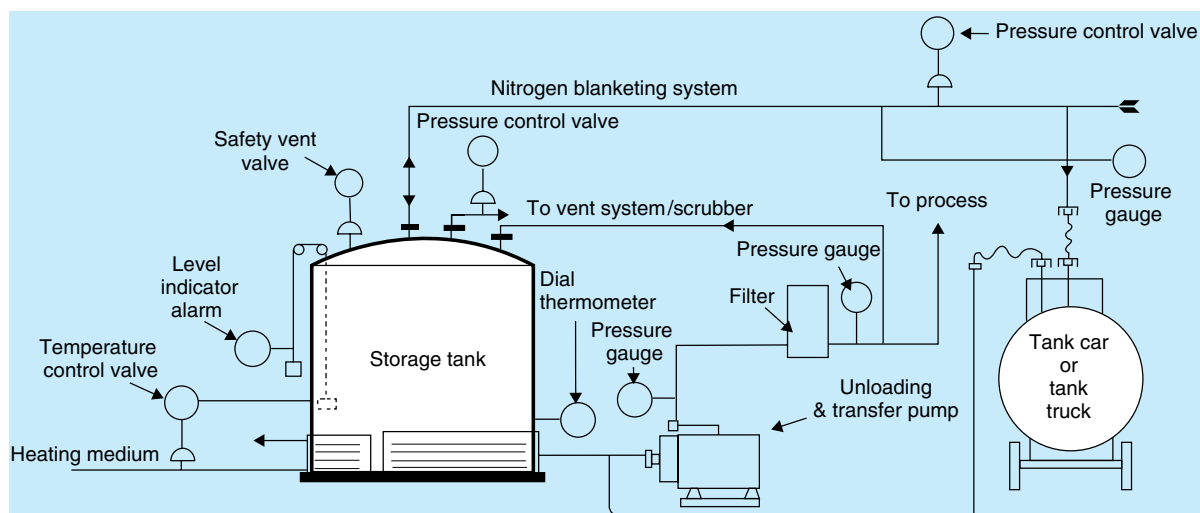 Pressure control valve
Nitrogen blanketing system
Pressure control valve
Safety vent
valve
Pressure
gauge
To vent system/scrubber
To process
Pressure gauge
Level
indicator
alarm
Dial
thermometer
Filter
Pressure
gauge
Temperature
control valve
Storage tank
Tank car
or
tank
truck
Unloading
& transfer pump
Heating medium